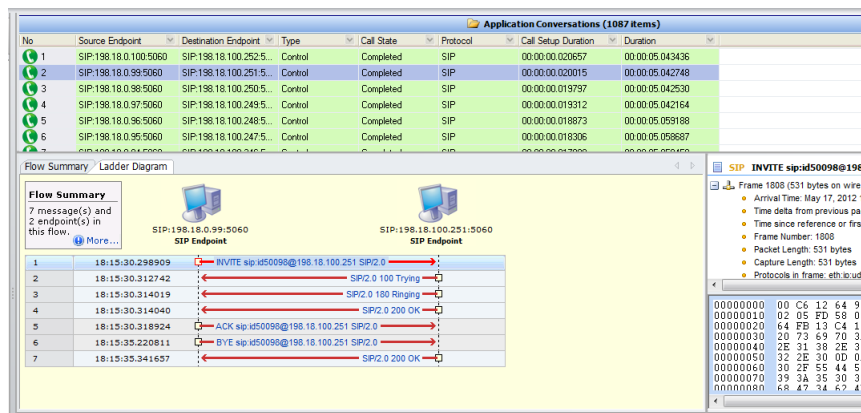 Application Conversations (1087 items)
No Source Endpoint Destination Endpoint Type Call State Protocol Call Setup Duration Duration
1 SIP:198.18.0.100:5060 SIP:198.18.100.252:5... Control Completed SIP 00:00:00.020657 00:00:05.043436
2 SIP:198.18.0.99:5060 SIP:198.18.100.251:5... Control Completed SIP 00:00:00.020015 00:00:05.042748
3 SIP:198.18.0.98:5060 SIP:198.18.100.250:5... Control Completed SIP 00:00:00.019797 00:00:05.042530
4 SIP:198.18.0.97:5060 SIP:198.18.100.249:5... Control Completed SIP 00:00:00.019312 00:00:05.042164
5 SIP:198.18.0.96:5060 SIP:198.18.100.248:5... Control Completed SIP 00:00:00.018873 00:00:05.059188
6 SIP:198.18.0.95:5060 SIP:198.18.100.247:5... Control Completed SIP 00:00:00.018306 00:00:05.058687
Flow Summary Ladder Diagram
Flow Summary
7 message(s) and
2 endpoint(s) in
this flow.
More...
SIP:198.18.0.99:5060
SIP Endpoint
SIP:198.18.100.251:5060
SIP Endpoint
1 18:15:30.298909 INVITE sip:id50098@198.18.100.251 SIP/2.0
2 18:15:30.312742 SIP/2.0 100 Trying
3 18:15:30.314019 SIP/2.0 180 Ringing
4 18:15:30.314040 SIP/2.0 200 OK
5 18:15:30.318924 ACK sip:id50098@198.18.100.251 SIP/2.0
6 18:15:35.220811 BYE sip:id50098@198.18.100.251 SIP/2.0
7 18:15:35.341657 SIP/2.0 200 OK
SIP INVITE sip:id50098@198
Frame 1808 (531 bytes on wire
Arrival Time: May 17, 2012
Time delta from previous pa
Time since reference or firs
Frame Number: 1808
Packet Length: 531 bytes
Capture Length: 531 bytes
Protocols in frame: eth:ip:ud
00000000 00 C6 12 64 9
00000010 02 05 FD 58 0
00000020 64 FB 13 C4 1
00000030 20 73 69 70 3
00000040 2E 31 38 2E 3
00000050 32 2E 30 0D 0
00000060 30 2F 55 44 5
00000070 39 3A 35 30 3
00000080 68 47 34 62 4